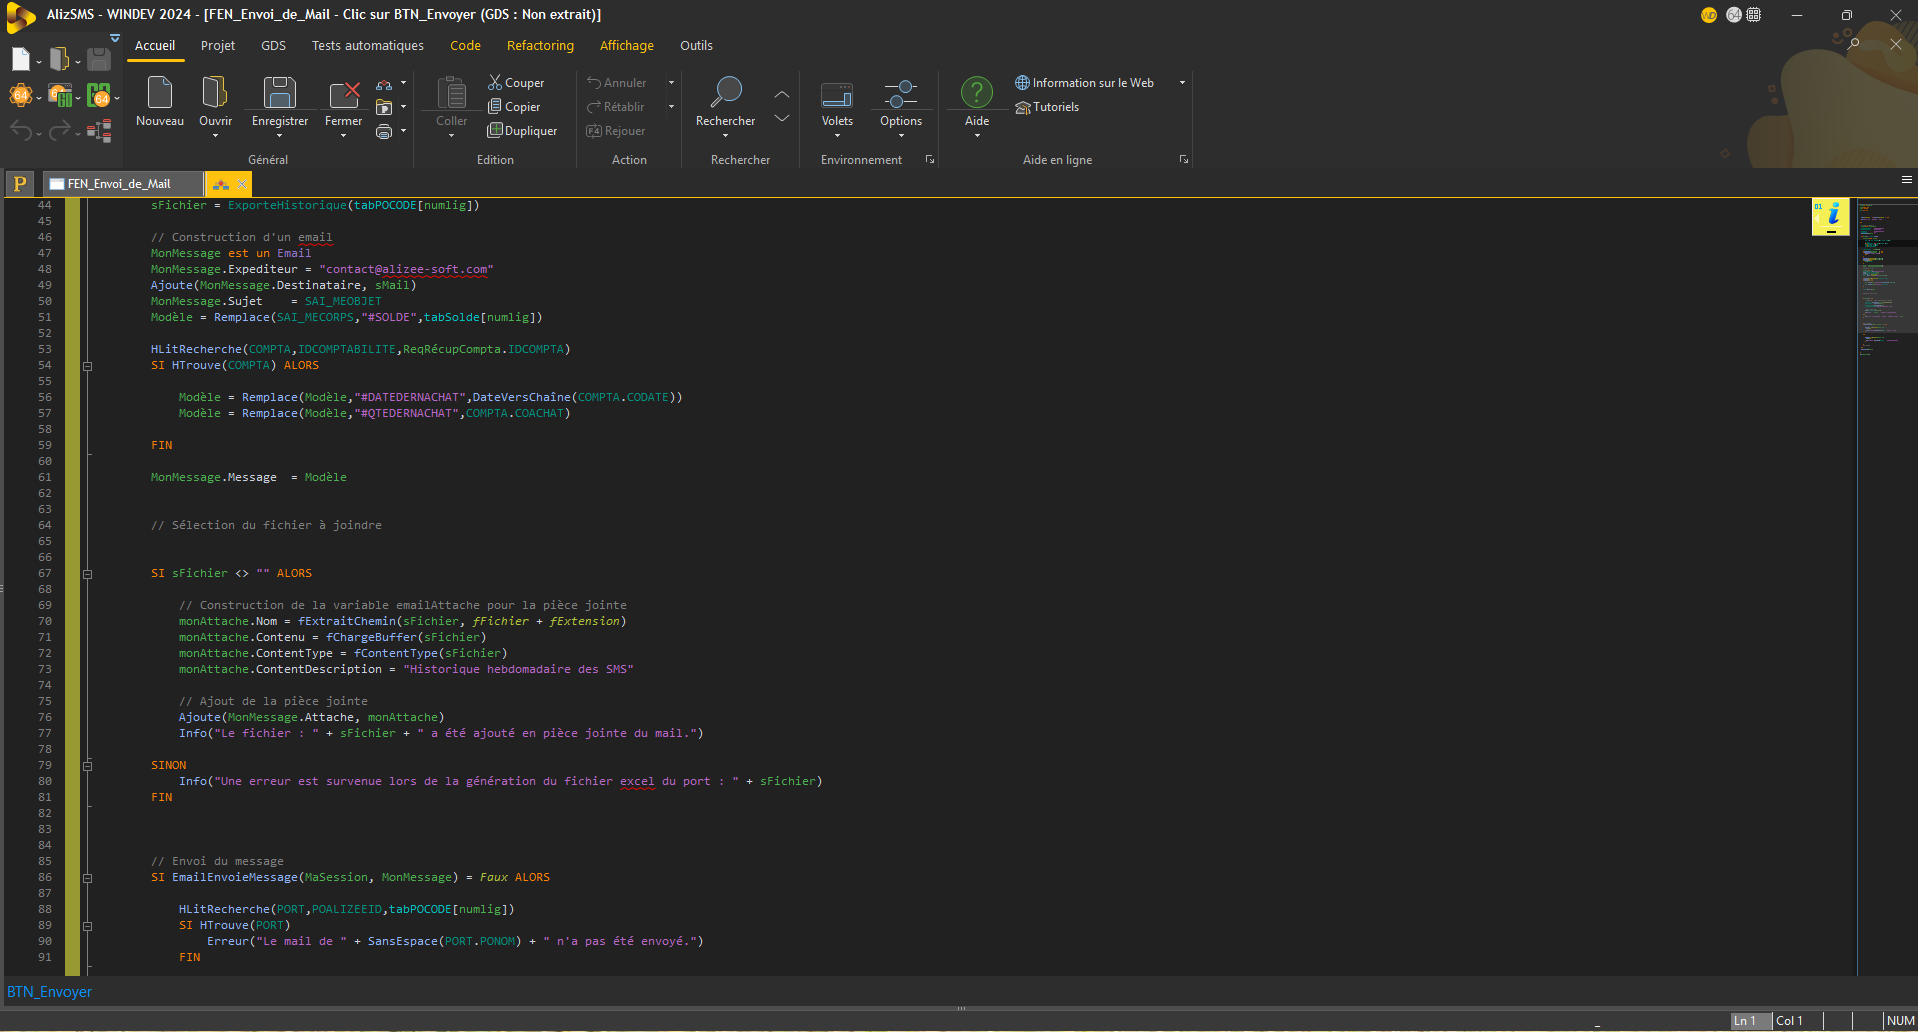 AlizSMS - WINDEV 2024 - [FEN_Envoi_de_Mail - Clic sur BTN_Envoyer (GDS : Non extrait)]
WD 64
Accueil Projet GDS Tests automatiques Code Refactoring Affichage Outils
64 GO 64
Nouveau Ouvrir Enregistrer Fermer
Général
Coller
Couper
Copier
Dupliquer
Edition
Annuler
Rétablir
F4 Rejouer
Action
Rechercher
Rechercher
Volets Options
Environnement
Aide
Information sur le Web
Tutoriels
Aide en ligne
P FEN_Envoi_de_Mail
44 sFichier = ExporteHistorique(tabPOCODE[numlig])
45
46 // Construction d'un email
47 MonMessage est un Email
48 MonMessage.Expediteur = "contact@alizee-soft.com"
49 Ajoute(MonMessage.Destinataire, sMail)
50 MonMessage.Sujet    = SAI_MEOBJET
51 Modèle = Remplace(SAI_MECORPS,"#SOLDE",tabSolde[numlig])
52
53 HLitRecherche(COMPTA,IDCOMPTABILITE,ReqRécupCompta.IDCOMPTA)
54 SI HTrouve(COMPTA) ALORS
55
56     Modèle = Remplace(Modèle,"#DATEDERNACHAT",DateVersChaîne(COMPTA.CODATE))
57     Modèle = Remplace(Modèle,"#QTEDERNACHAT",COMPTA.COACHAT)
58
59 FIN
60
61 MonMessage.Message  = Modèle
62
63
64 // Sélection du fichier à joindre
65
66
67 SI sFichier <> "" ALORS
68
69     // Construction de la variable emailAttache pour la pièce jointe
70     monAttache.Nom = fExtraitChemin(sFichier, fFichier + fExtension)
71     monAttache.Contenu = fChargeBuffer(sFichier)
72     monAttache.ContentType = fContentType(sFichier)
73     monAttache.ContentDescription = "Historique hebdomadaire des SMS"
74
75     // Ajout de la pièce jointe
76     Ajoute(MonMessage.Attache, monAttache)
77     Info("Le fichier : " + sFichier + " a été ajouté en pièce jointe du mail.")
78
79 SINON
80     Info("Une erreur est survenue lors de la génération du fichier excel du port : " + sFichier)
81 FIN
82
83
84
85 // Envoi du message
86 SI EmailEnvoieMessage(MaSession, MonMessage) = Faux ALORS
87
88     HLitRecherche(PORT,POALIZEEID,tabPOCODE[numlig])
89     SI HTrouve(PORT)
90         Erreur("Le mail de " + SansEspace(PORT.PONOM) + " n'a pas été envoyé.")
91     FIN
01 i
BTN_Envoyer
Ln 1 Col 1 NUM